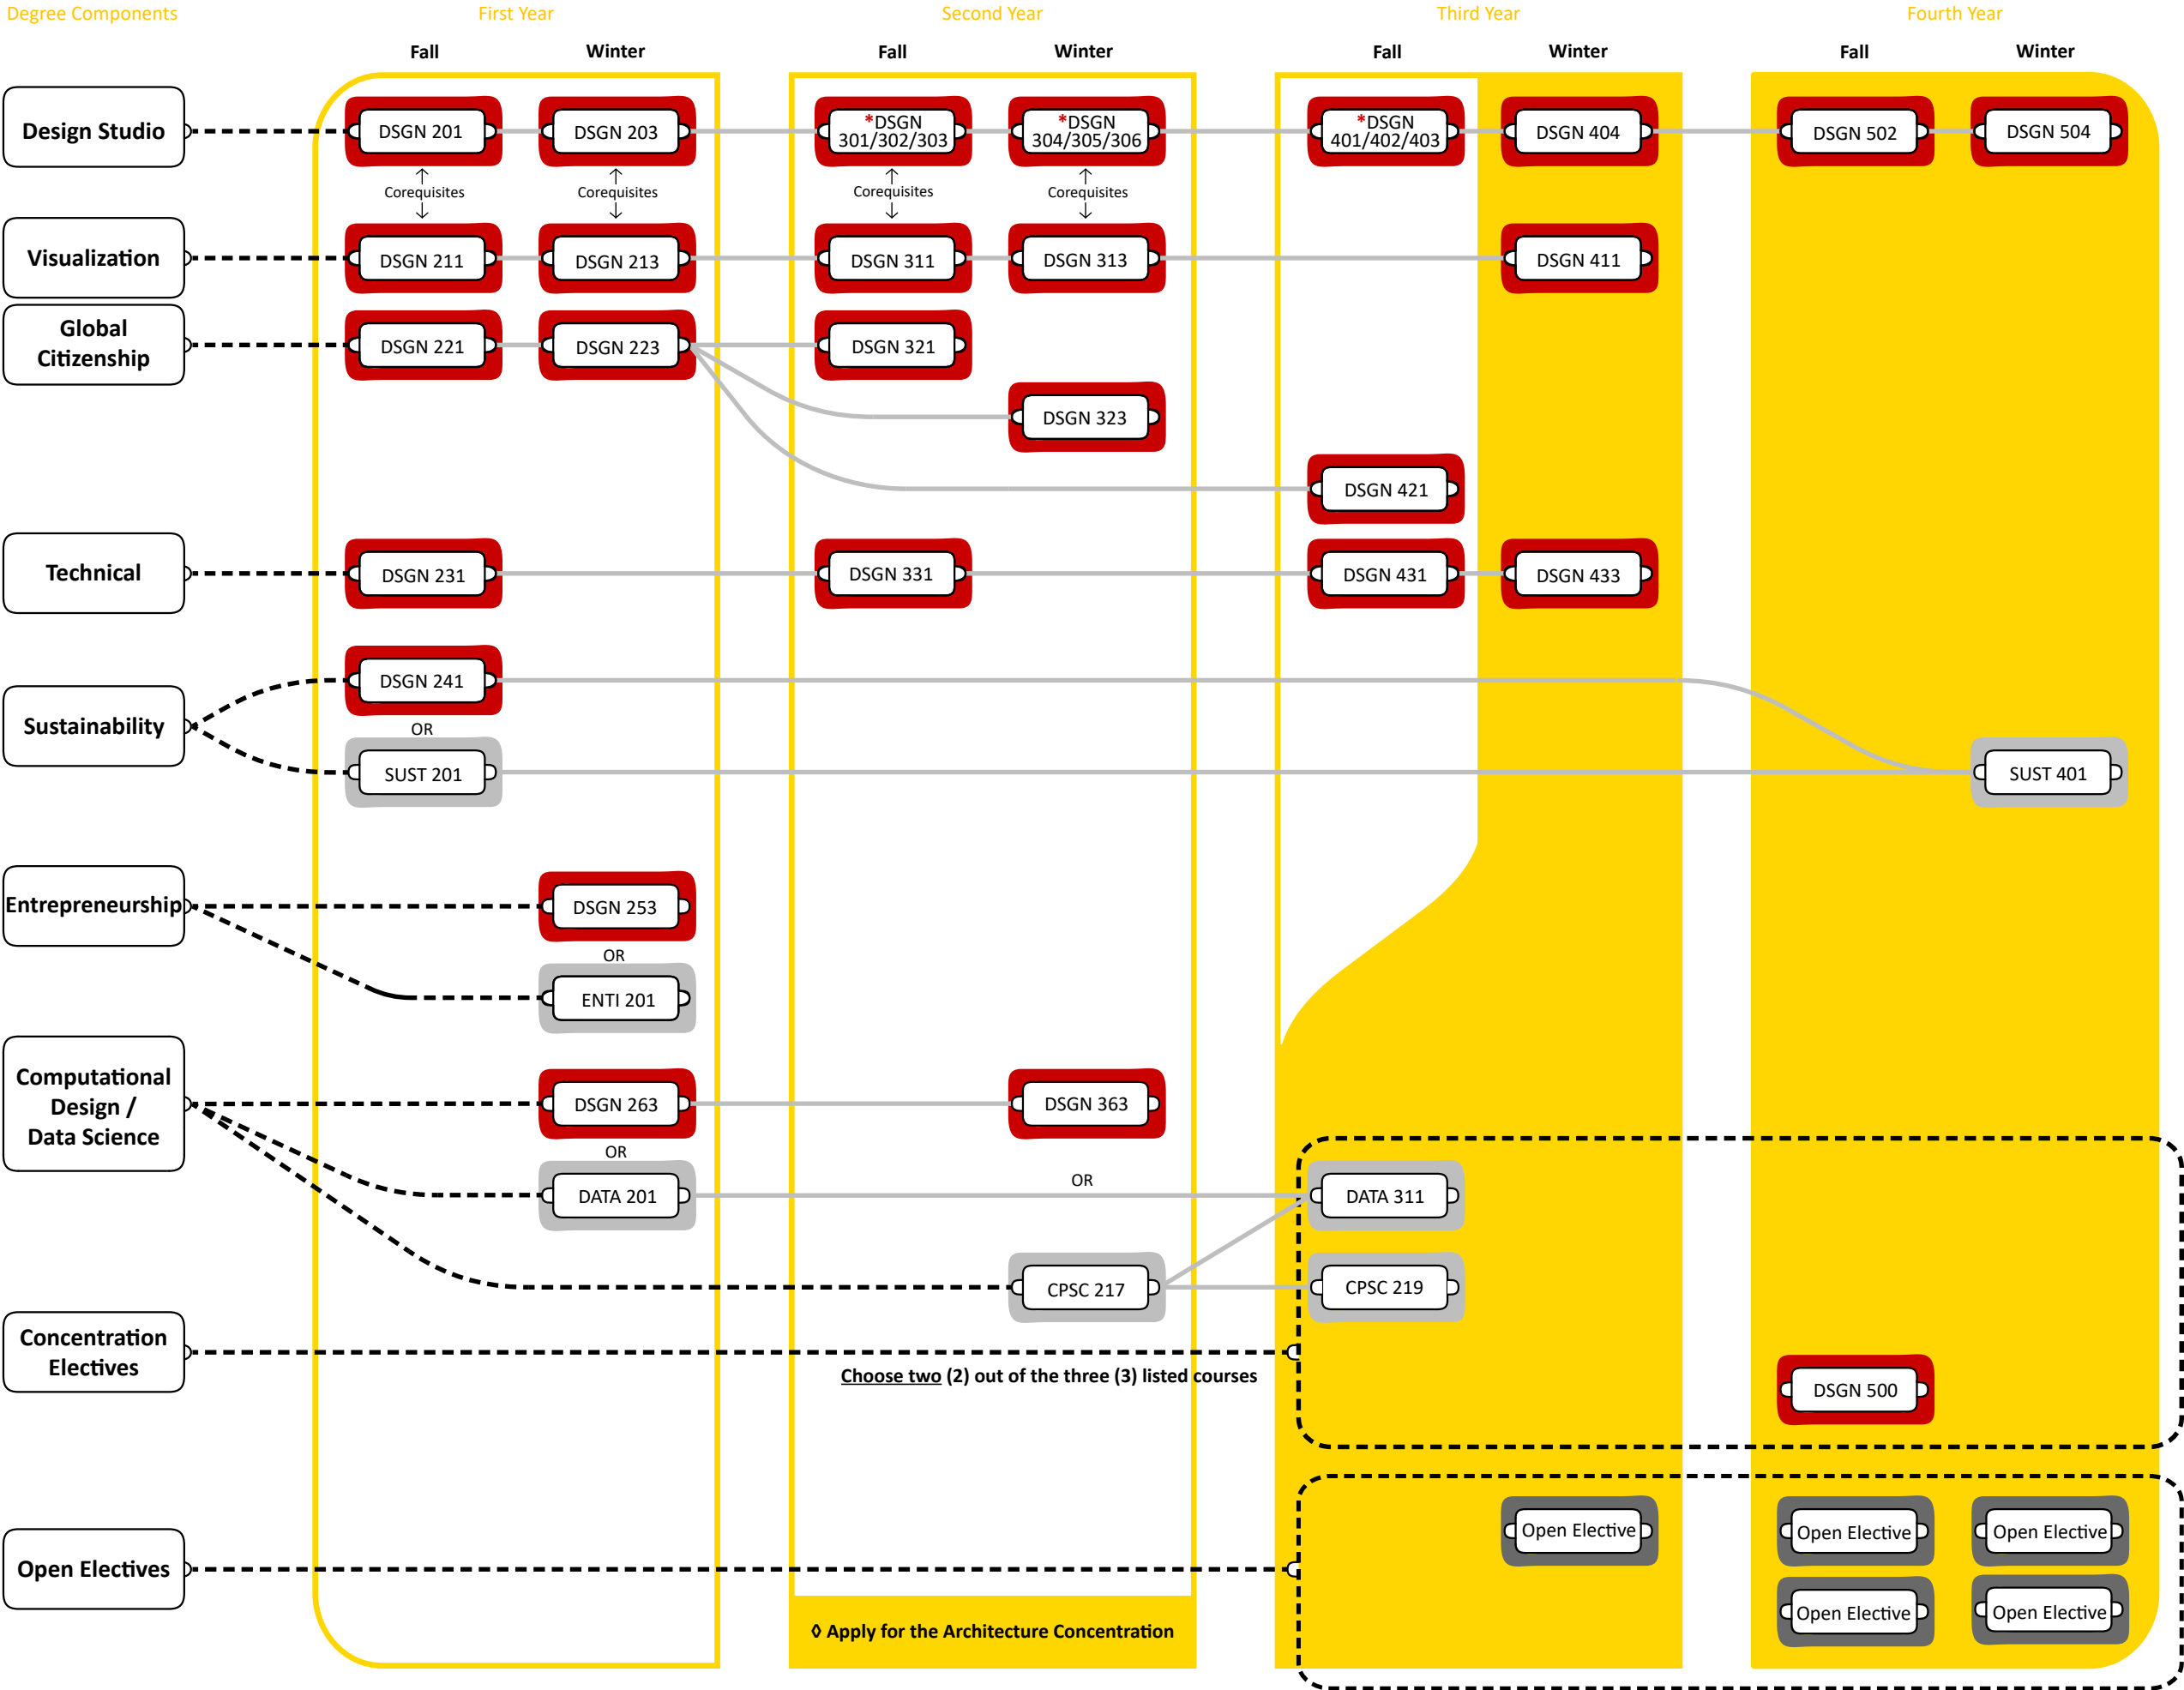 Degree Components
First Year
Second Year
Third Year
Fourth Year
Fall
Winter
Fall
Winter
Fall
Winter
Fall
Winter
Design Studio
DSGN 201
DSGN 203
*DSGN
301/302/303
*DSGN
304/305/306
*DSGN
401/402/403
DSGN 404
DSGN 502
DSGN 504
Corequisites
Corequisites
Corequisites
Corequisites
Visualization
DSGN 211
DSGN 213
DSGN 311
DSGN 313
DSGN 411
Global
Citizenship
DSGN 221
DSGN 223
DSGN 321
DSGN 323
DSGN 421
Technical
DSGN 231
DSGN 331
DSGN 431
DSGN 433
Sustainability
DSGN 241
OR
SUST 201
SUST 401
Entrepreneurship
DSGN 253
OR
ENTI 201
Computational
Design /
Data Science
DSGN 263
DSGN 363
OR
DATA 201
OR
DATA 311
CPSC 217
CPSC 219
Concentration
Electives
Choose two (2) out of the three (3) listed courses
DSGN 500
Open Electives
Open Elective
Open Elective
Open Elective
Open Elective
Open Elective
◊ Apply for the Architecture Concentration